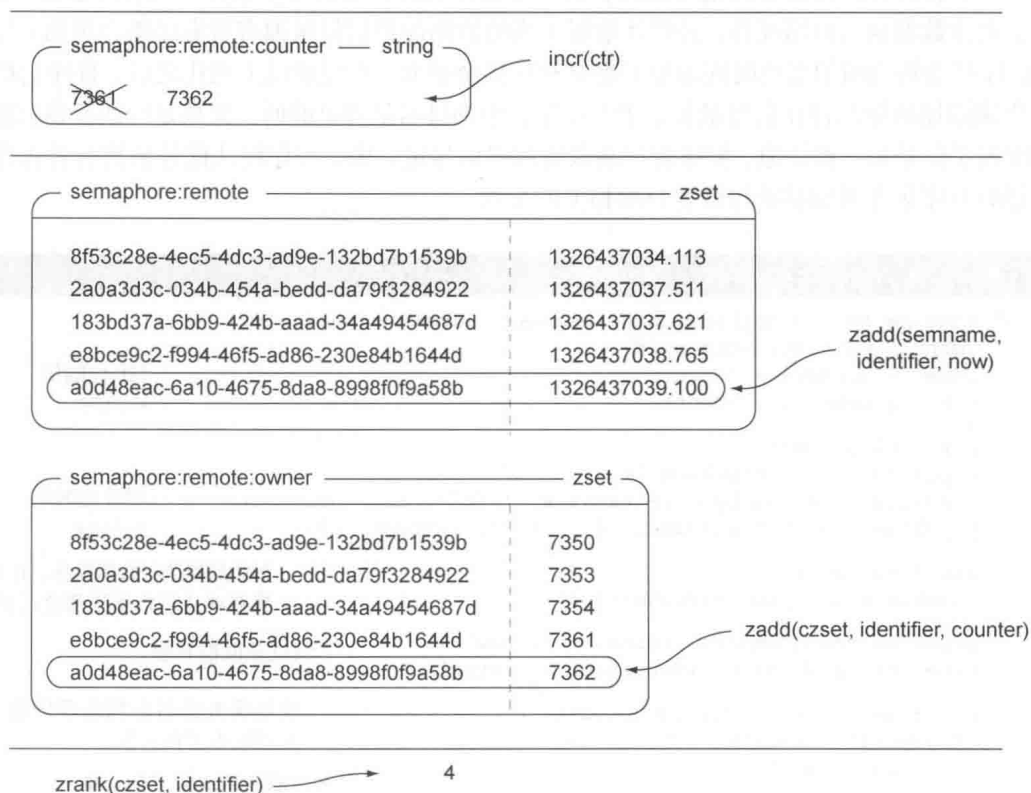 semaphore:remote:counter string
7361 7362
incr(ctr)
semaphore:remote zset
8f53c28e-4ec5-4dc3-ad9e-132bd7b1539b 1326437034.113
2a0a3d3c-034b-454a-bedd-da79f3284922 1326437037.511
183bd37a-6bb9-424b-aaad-34a49454687d 1326437037.621
e8bce9c2-f994-46f5-ad86-230e84b1644d 1326437038.765
a0d48eac-6a10-4675-8da8-8998f0f9a58b 1326437039.100
zadd(semname,
identifier, now)
semaphore:remote:owner zset
8f53c28e-4ec5-4dc3-ad9e-132bd7b1539b 7350
2a0a3d3c-034b-454a-bedd-da79f3284922 7353
183bd37a-6bb9-424b-aaad-34a49454687d 7354
e8bce9c2-f994-46f5-ad86-230e84b1644d 7361
a0d48eac-6a10-4675-8da8-8998f0f9a58b 7362
zadd(czset, identifier, counter)
zrank(czset, identifier) 4